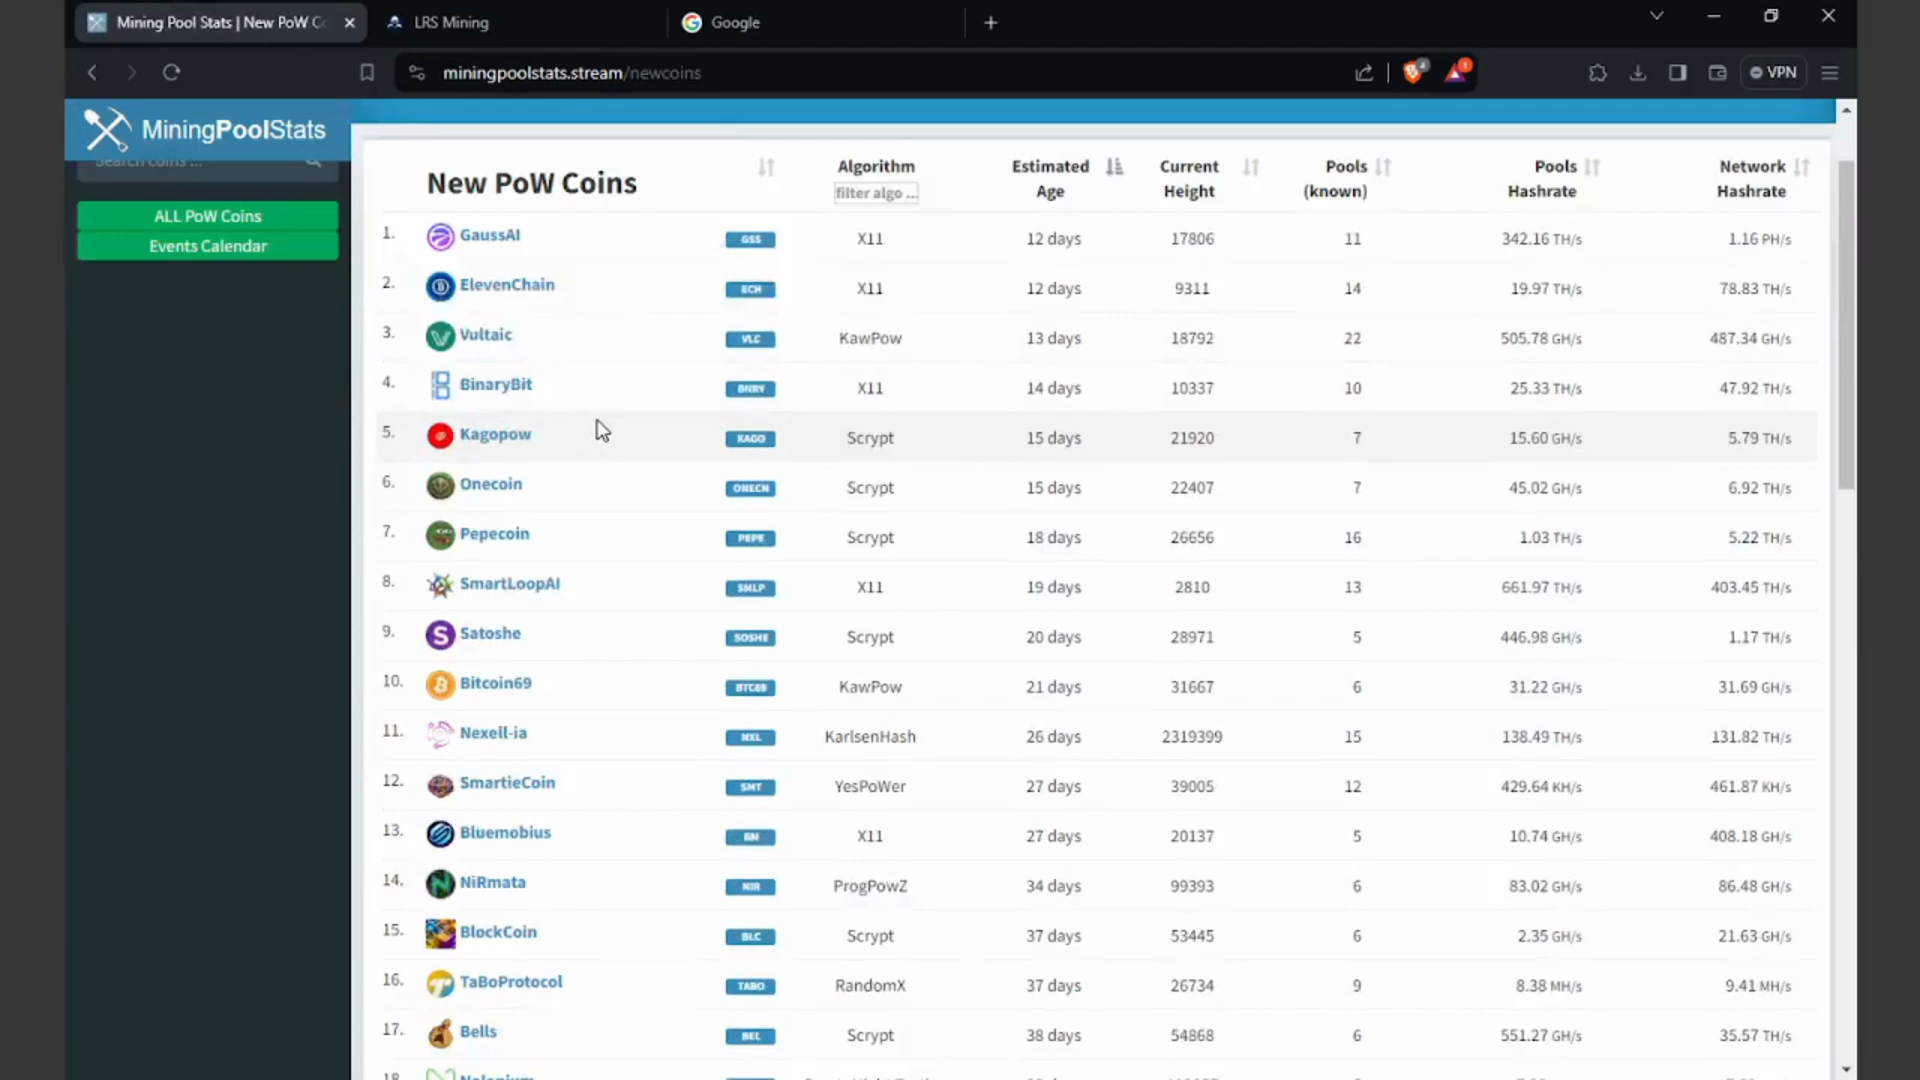 Mining Pool Stats | New PoW Co
LRS Mining
Google
miningpoolstats.stream/newcoins
4
1
VPN
MiningPoolStats
Search coins ...
ALL PoW Coins
Events Calendar
New PoW Coins Algorithm Estimated Age Current Height Pools (known) Pools Hashrate Network Hashrate
filter algo ...
1. GaussAI GSS X11 12 days 17806 11 342.16 TH/s 1.16 PH/s
2. ElevenChain ECH X11 12 days 9311 14 19.97 TH/s 78.83 TH/s
3. Vultaic VLC KawPow 13 days 18792 22 505.78 GH/s 487.34 GH/s
4. BinaryBit BNRY X11 14 days 10337 10 25.33 TH/s 47.92 TH/s
5. Kagopow KAGO Scrypt 15 days 21920 7 15.60 GH/s 5.79 TH/s
6. Onecoin ONECN Scrypt 15 days 22407 7 45.02 GH/s 6.92 TH/s
7. Pepecoin PEPE Scrypt 18 days 26656 16 1.03 TH/s 5.22 TH/s
8. SmartLoopAI SMLP X11 19 days 2810 13 661.97 TH/s 403.45 TH/s
9. Satoshe SOSHE Scrypt 20 days 28971 5 446.98 GH/s 1.17 TH/s
10. Bitcoin69 BTC69 KawPow 21 days 31667 6 31.22 GH/s 31.69 GH/s
11. Nexell-ia NXL KarlsenHash 26 days 2319399 15 138.49 TH/s 131.82 TH/s
12. SmartieCoin SMT YesPoWer 27 days 39005 12 429.64 KH/s 461.87 KH/s
13. Bluemobius BM X11 27 days 20137 5 10.74 GH/s 408.18 GH/s
14. NiRmata NIR ProgPowZ 34 days 99393 6 83.02 GH/s 86.48 GH/s
15. BlockCoin BLC Scrypt 37 days 53445 6 2.35 GH/s 21.63 GH/s
16. TaBoProtocol TABO RandomX 37 days 26734 9 8.38 MH/s 9.41 MH/s
17. Bells BEL Scrypt 38 days 54868 6 551.27 GH/s 35.57 TH/s
18.